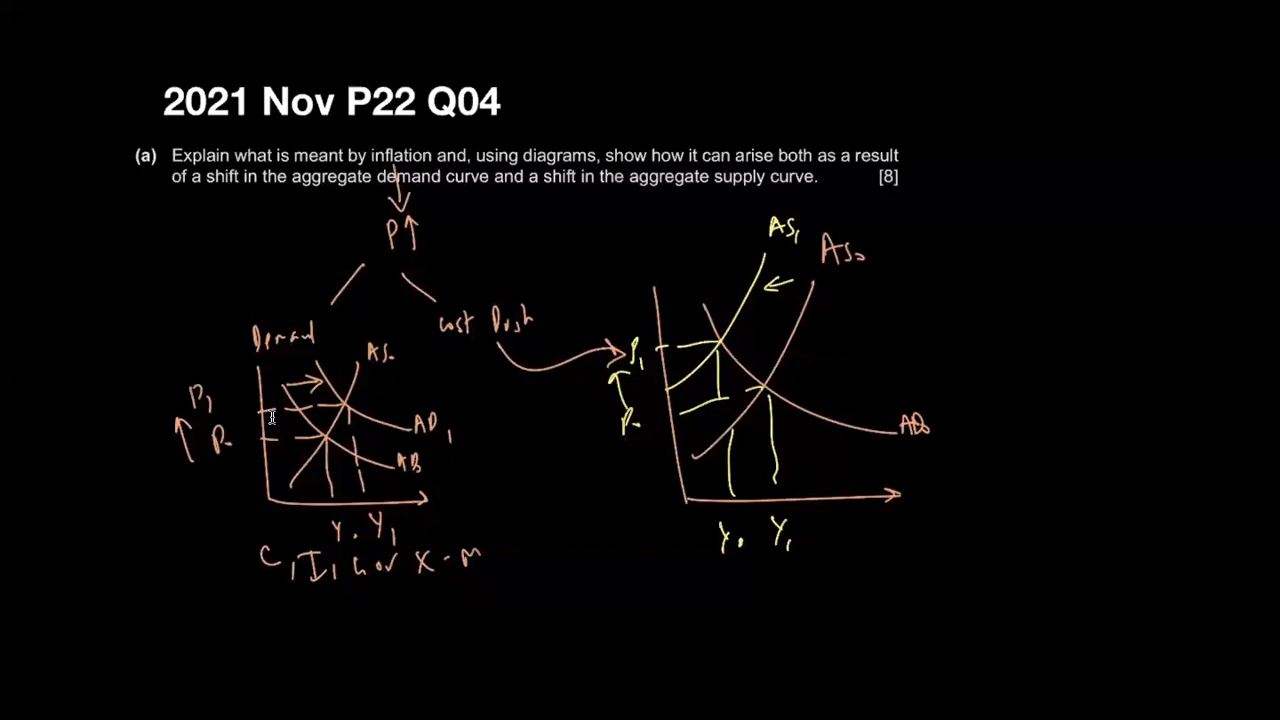 2021 Nov P22 Q04
(a) Explain what is meant by inflation and, using diagrams, show how it can arise both as a result
of a shift in the aggregate demand curve and a shift in the aggregate supply curve. [8]
P↑
Demand
cost Push
AS₀
P₁
P₀
AD₁
AD
Y₀ Y₁
C, I, G or X-M
AS₁
AS₀
P₁
P₀
AD₀
Y₀ Y₁